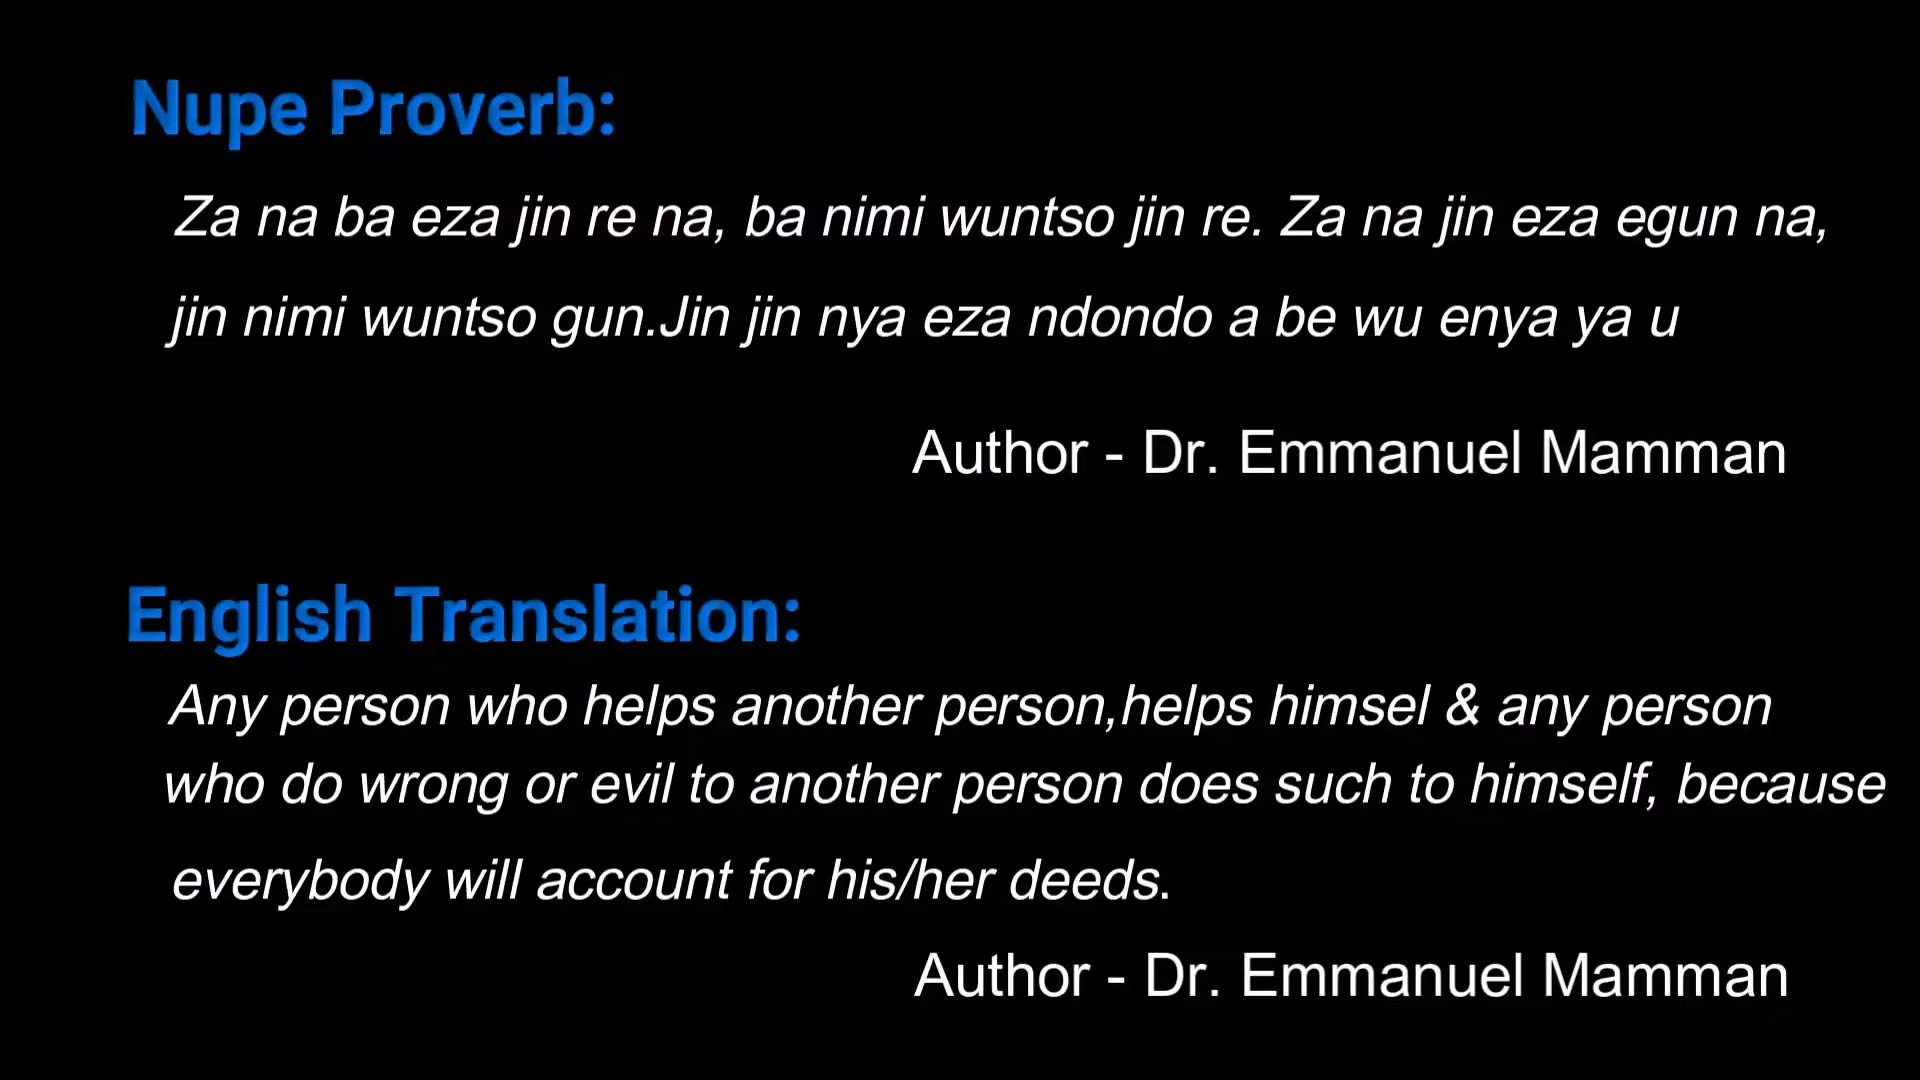 Nupe Proverb:
Za na ba eza jin re na, ba nimi wuntso jin re. Za na jin eza egun na,
jin nimi wuntso gun.Jin jin nya eza ndondo a be wu enya ya u
Author - Dr. Emmanuel Mamman
English Translation:
Any person who helps another person,helps himsel & any person
who do wrong or evil to another person does such to himself, because
everybody will account for his/her deeds.
Author - Dr. Emmanuel Mamman